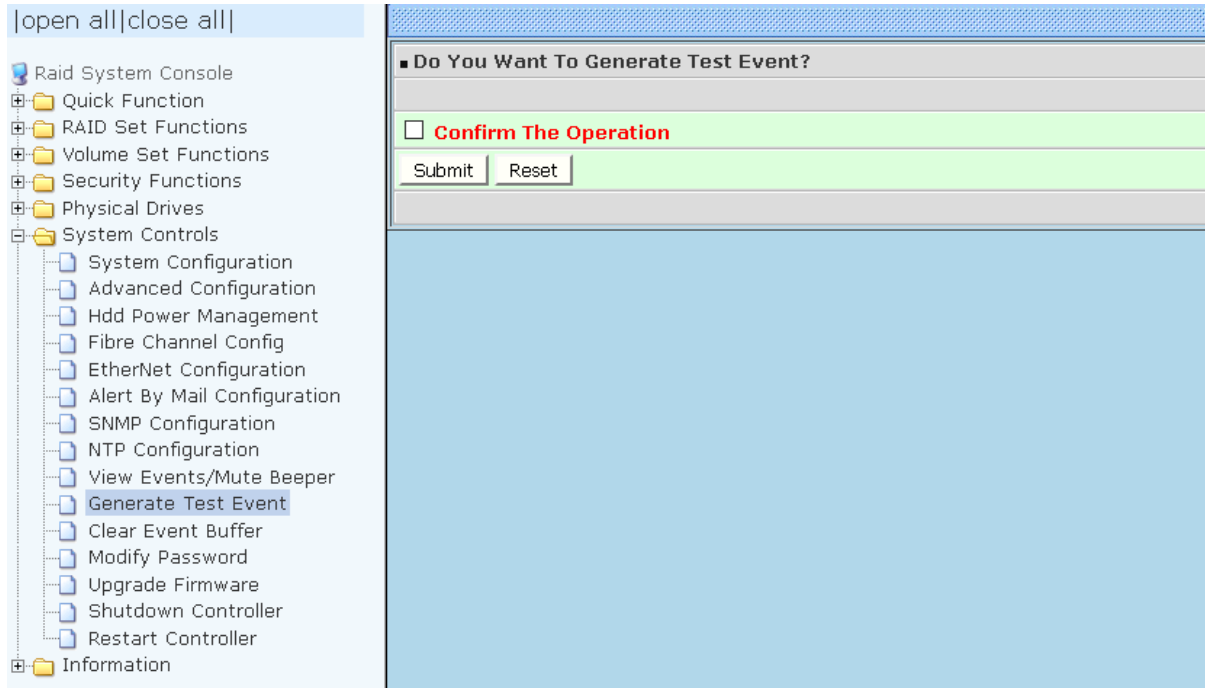 |open all|close all|
Raid System Console
Quick Function
RAID Set Functions
Volume Set Functions
Security Functions
Physical Drives
System Controls
System Configuration
Advanced Configuration
Hdd Power Management
Fibre Channel Config
EtherNet Configuration
Alert By Mail Configuration
SNMP Configuration
NTP Configuration
View Events/Mute Beeper
Generate Test Event
Clear Event Buffer
Modify Password
Upgrade Firmware
Shutdown Controller
Restart Controller
Information
Do You Want To Generate Test Event?
Confirm The Operation
Submit Reset